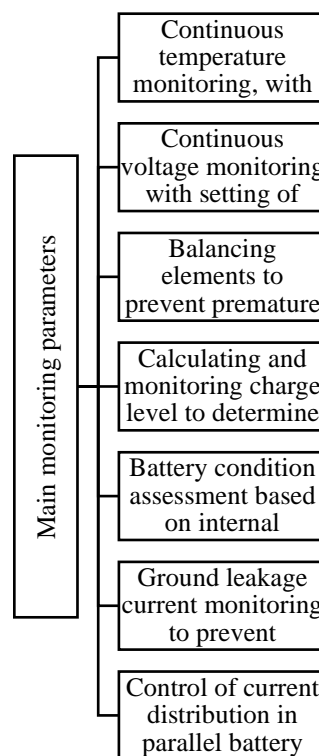 Main monitoring parameters
Continuous
temperature
monitoring, with
Continuous
voltage monitoring
with setting of
Balancing
elements to
prevent premature
Calculating and
monitoring charge
level to determine
Battery condition
assessment based
on internal
Ground leakage
current monitoring
to prevent
Control of current
distribution in
parallel battery